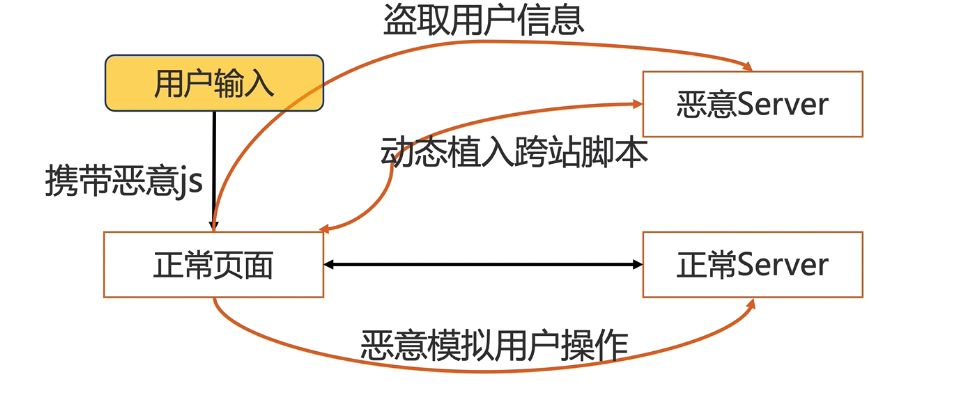 盗取用户信息
用户输入
恶意Server
动态植入跨站脚本
携带恶意js
正常页面
正常Server
恶意模拟用户操作